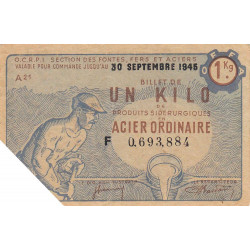 O.C.R.P.I. SECTION DES FONTES, FERS ET ACIERS
VALABLE POUR COMMANDE JUSQU'AU 30 SEPTEMBRE 1945
1 Kg
A.21
BILLET DE
UN KILO
DE
PRODUITS SIDÉRURGIQUES
EN
ACIER ORDINAIRE
F 0,693,884